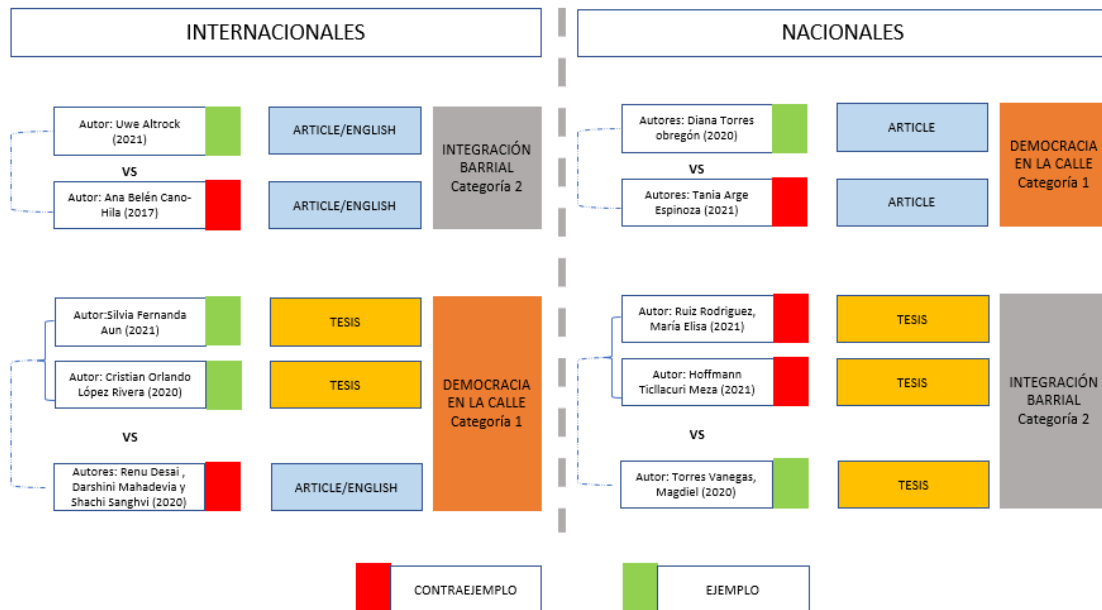 INTERNACIONALES
Autor: Uwe Altrock
(2021)
ARTICLE/ENGLISH
VS
Autor: Ana Belén Cano-
Hila (2017)
ARTICLE/ENGLISH
INTEGRACIÓN
BARRIAL
Categoría 2
Autor:Silvia Fernanda
Aun (2021)
TESIS
Autor: Cristian Orlando
López Rivera (2020)
TESIS
VS
Autores: Renu Desai ,
Darshini Mahadevia y
Shachi Sanghvi (2020)
ARTICLE/ENGLISH
DEMOCRACIA
EN LA CALLE
Categoría 1
NACIONALES
Autores: Diana Torres
obregón (2020)
ARTICLE
VS
Autores: Tania Arge
Espinoza (2021)
ARTICLE
DEMOCRACIA
EN LA CALLE
Categoría 1
Autor: Ruiz Rodriguez,
María Elisa (2021)
TESIS
Autor: Hoffmann
Ticllacuri Meza (2021)
TESIS
VS
Autor: Torres Vanegas,
Magdiel (2020)
TESIS
INTEGRACIÓN
BARRIAL
Categoría 2
CONTRAEJEMPLO
EJEMPLO